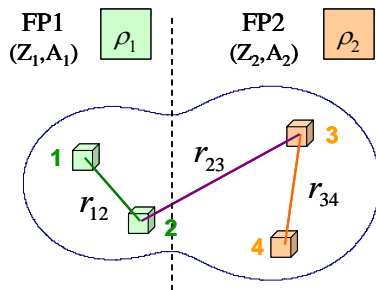 FP1
(Z₁,A₁)
ρ₁
FP2
(Z₂,A₂)
ρ₂
1
r₁₂
2
r₂₃
3
r₃₄
4